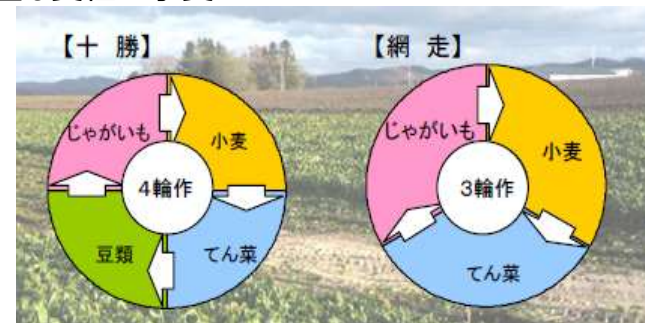 【十 勝】
じゃがいも
小麦
4輪作
豆類
てん菜
【網 走】
じゃがいも
小麦
3輪作
てん菜